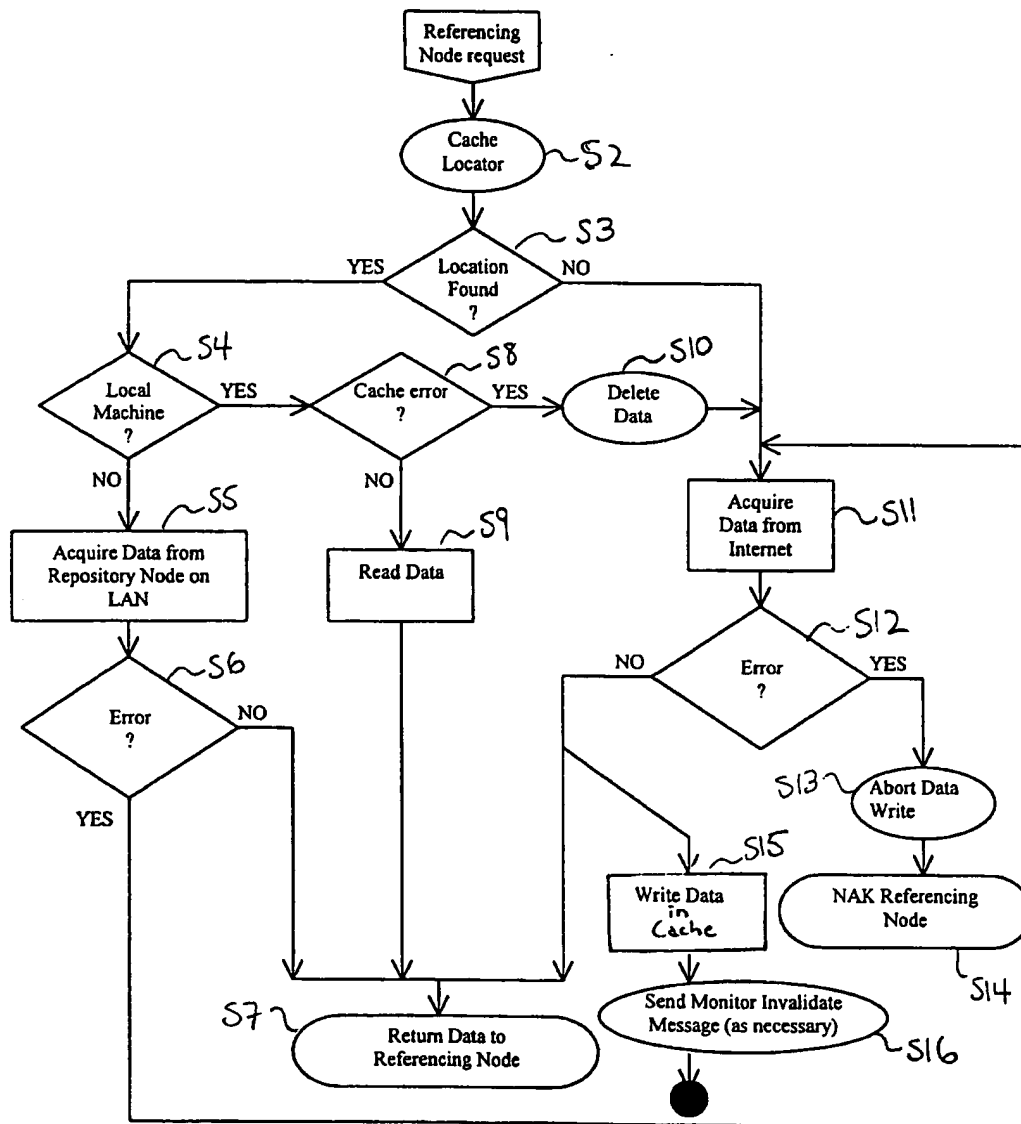 Referencing
Node request
Cache
Locator
S2
S3
YES
Location
Found
?
NO
S4
Local
Machine
?
YES
NO
S8
Cache error
?
YES
NO
S10
Delete
Data
S5
Acquire Data from
Repository Node on
LAN
S9
Read Data
Acquire
Data from
Internet
S11
S6
Error
?
NO
YES
S12
NO
Error
?
YES
S13
Abort Data
Write
S15
Write Data
in
Cache
NAK Referencing
Node
S14
S7
Return Data to
Referencing Node
Send Monitor Invalidate
Message (as necessary)
S16